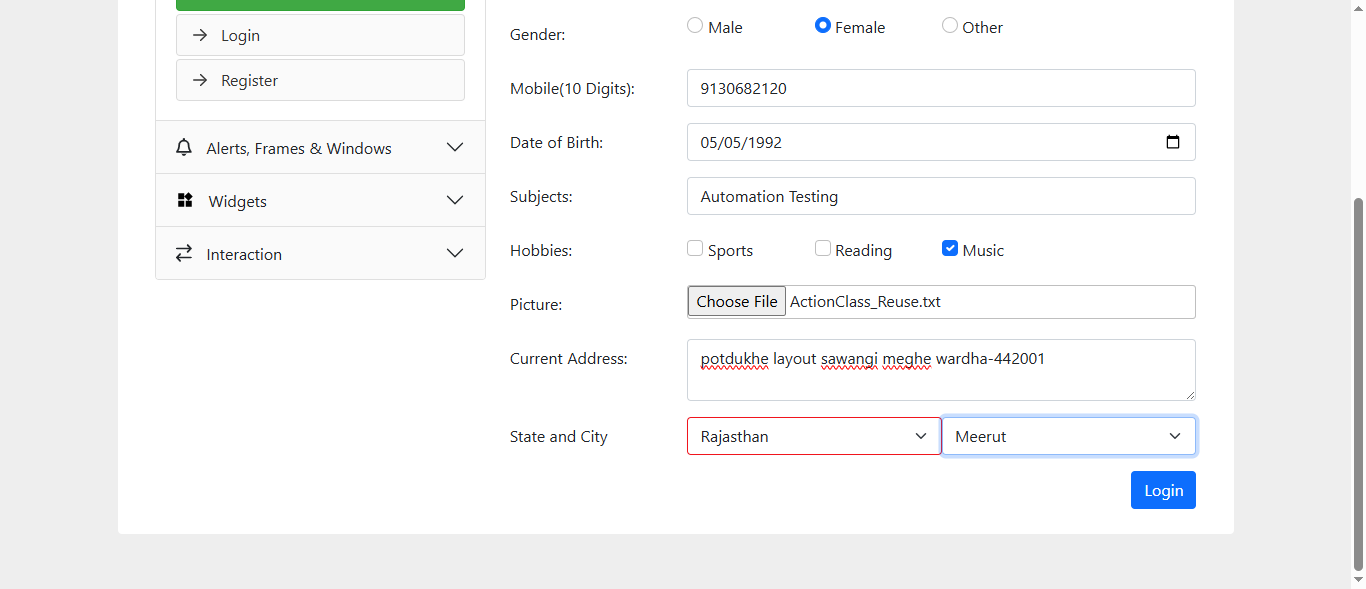 Login
Register
Alerts, Frames & Windows
Widgets
Interaction
Gender: Male Female Other
Mobile(10 Digits): 9130682120
Date of Birth: 05/05/1992
Subjects: Automation Testing
Hobbies: Sports Reading Music
Picture: Choose File ActionClass_Reuse.txt
Current Address: potdukhe layout sawangi meghe wardha-442001
State and City Rajasthan Meerut
Login